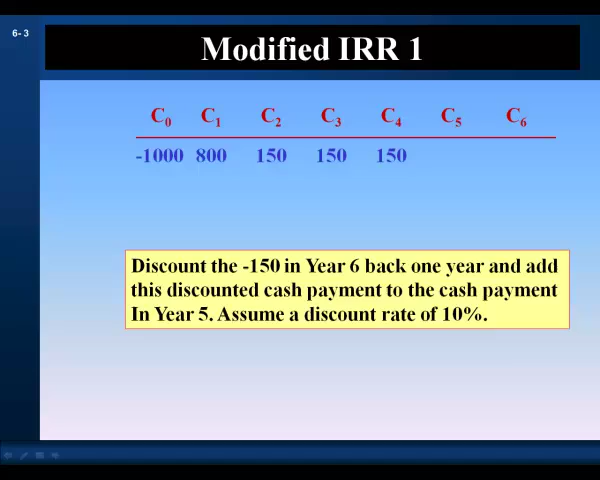 6-3
Modified IRR 1
C0 C1 C2 C3 C4 C5 C6
-1000 800 150 150 150
Discount the -150 in Year 6 back one year and add
this discounted cash payment to the cash payment
In Year 5. Assume a discount rate of 10%.